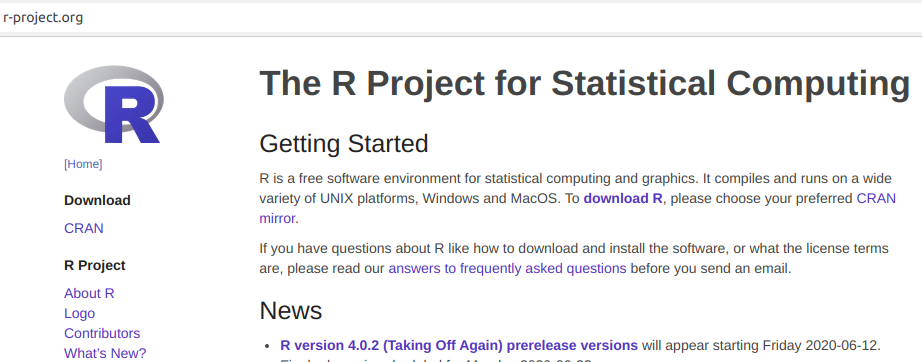 r-project.org
R
[Home]
Download
CRAN
R Project
About R
Logo
Contributors
What's New?
The R Project for Statistical Computing
Getting Started
R is a free software environment for statistical computing and graphics. It compiles and runs on a wide
variety of UNIX platforms, Windows and MacOS. To download R, please choose your preferred CRAN
mirror.
If you have questions about R like how to download and install the software, or what the license terms
are, please read our answers to frequently asked questions before you send an email.
News
• R version 4.0.2 (Taking Off Again) prerelease versions will appear starting Friday 2020-06-12.